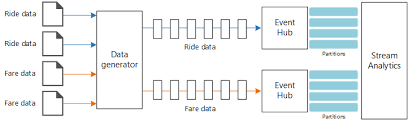 Ride data
Ride data
Fare data
Fare data
Data
generator
Ride data
Fare data
Event
Hub
Partitions
Event
Hub
Partitions
Stream
Analytics